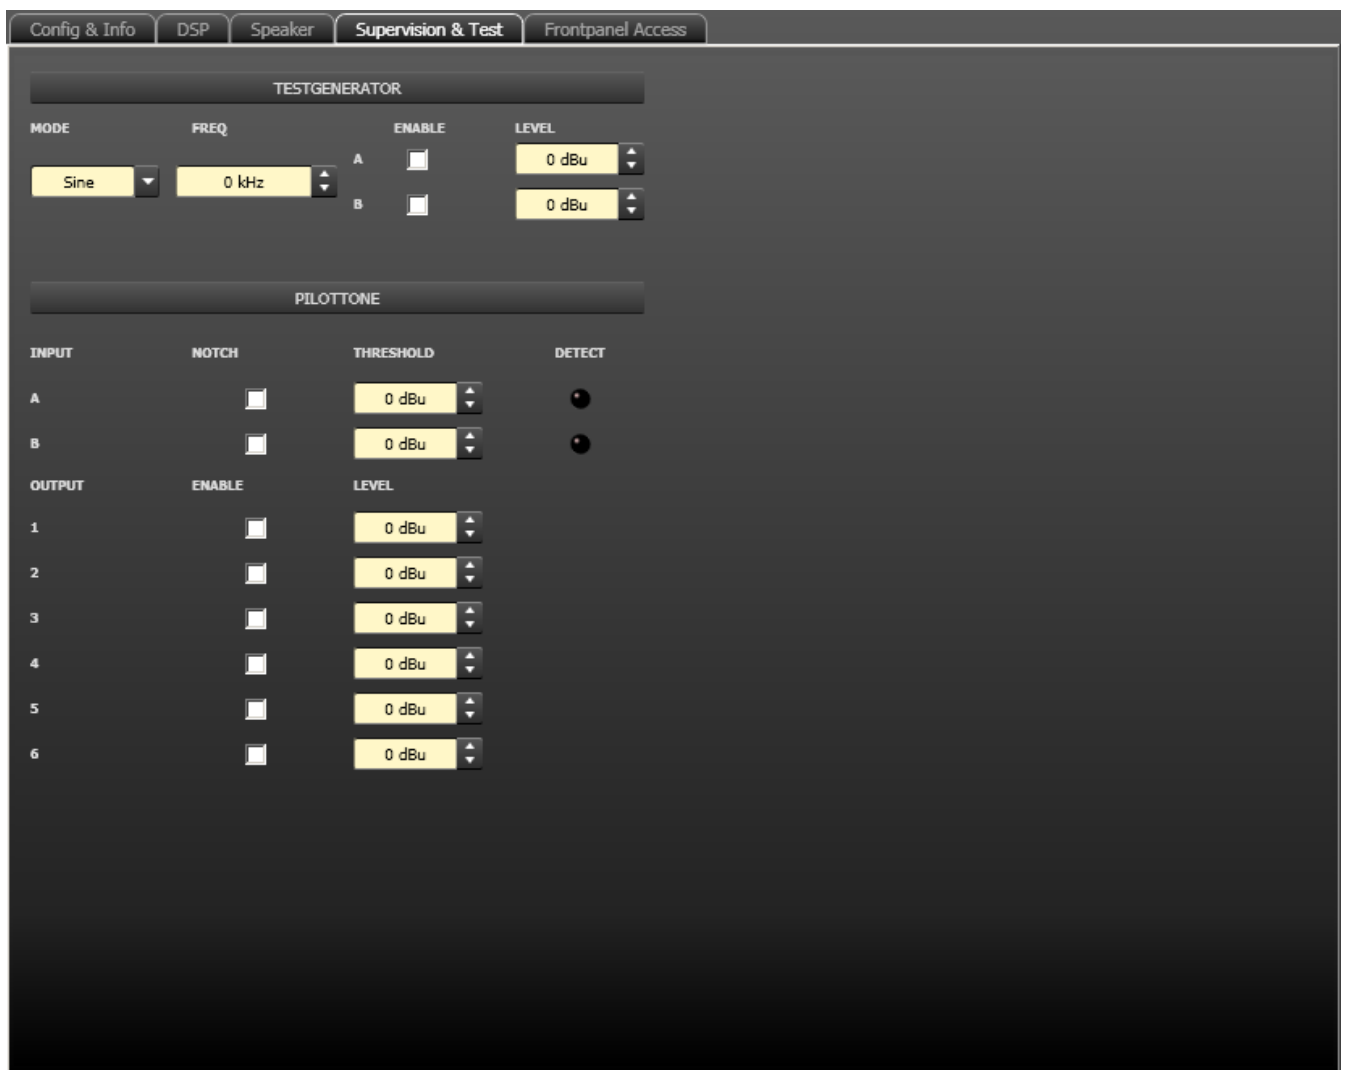 Config & Info DSP Speaker Supervision & Test Frontpanel Access
TESTGENERATOR
MODE FREQ ENABLE LEVEL
A 0 dBu
Sine 0 kHz
B 0 dBu
PILOTTONE
INPUT NOTCH THRESHOLD DETECT
A 0 dBu
B 0 dBu
OUTPUT ENABLE LEVEL
1 0 dBu
2 0 dBu
3 0 dBu
4 0 dBu
5 0 dBu
6 0 dBu